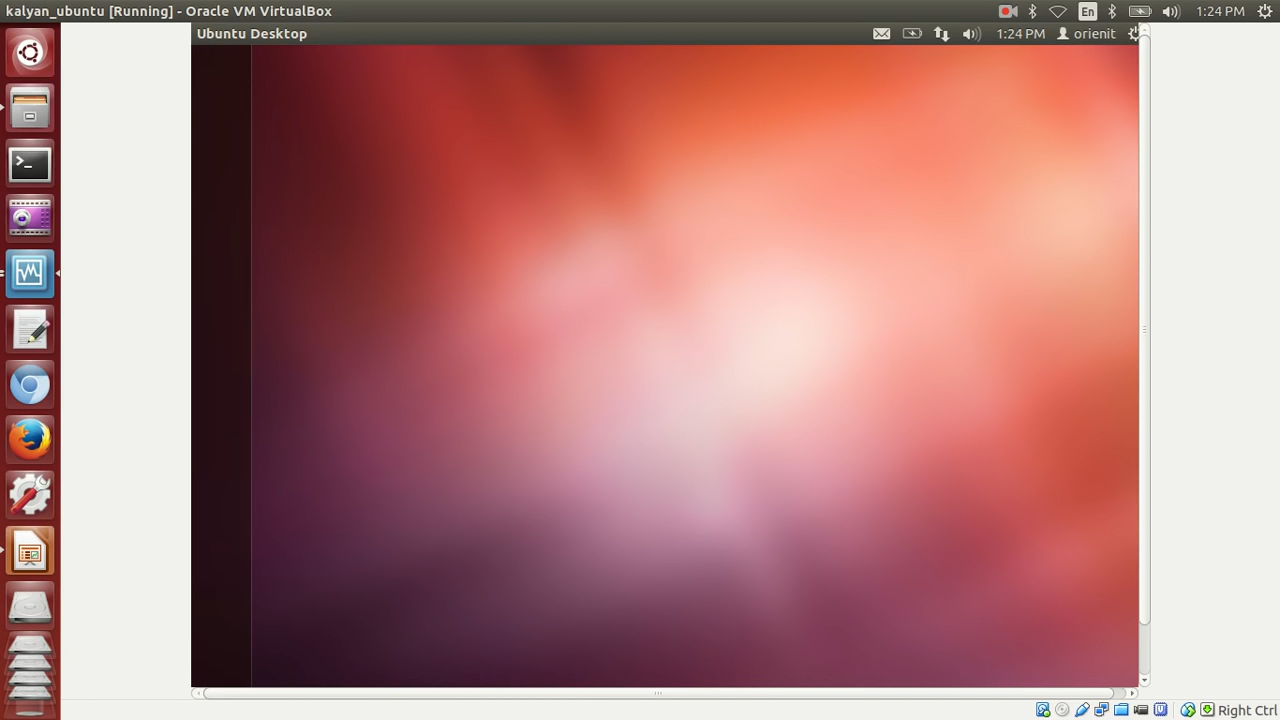 kalyan_ubuntu [Running] - Oracle VM VirtualBox
En
1:24 PM
Ubuntu Desktop
1:24 PM
orienit
Right Ctrl